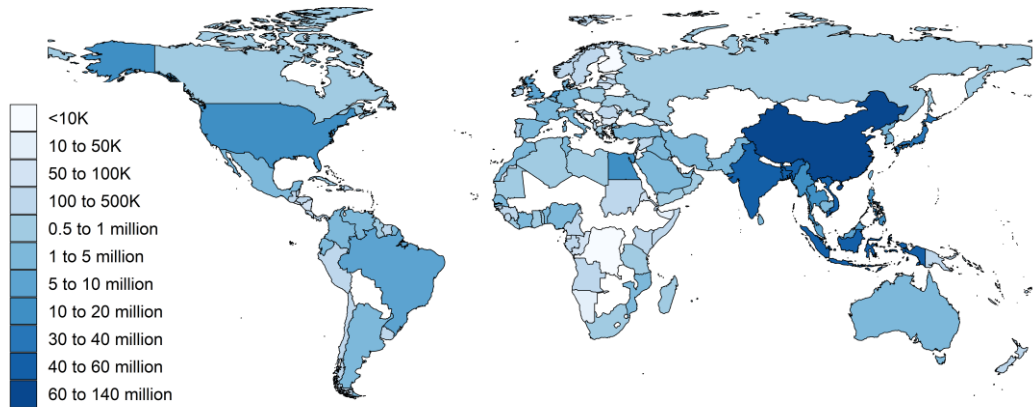 <10K
10 to 50K
50 to 100K
100 to 500K
0.5 to 1 million
1 to 5 million
5 to 10 million
10 to 20 million
30 to 40 million
40 to 60 million
60 to 140 million